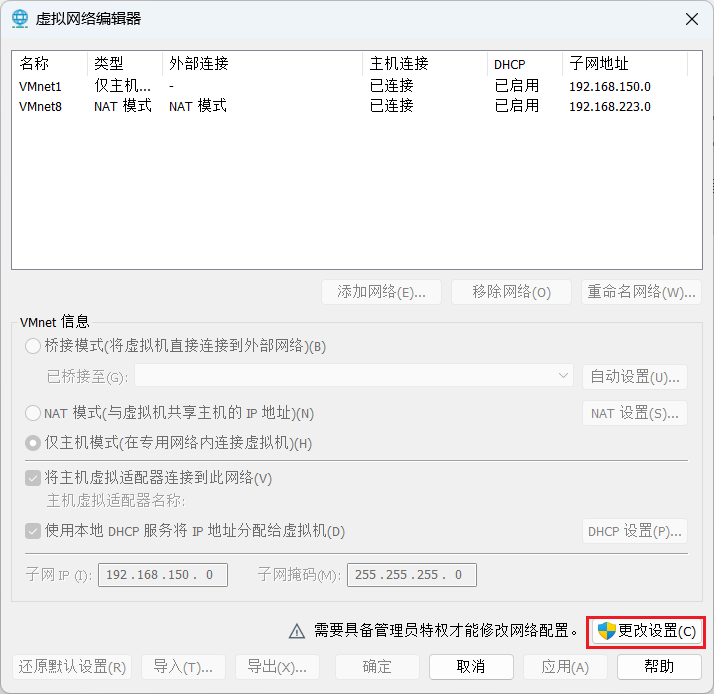 虚拟网络编辑器
名称 类型 外部连接 主机连接 DHCP 子网地址
VMnet1 仅主机... - 已连接 已启用 192.168.150.0
VMnet8 NAT 模式 NAT 模式 已连接 已启用 192.168.223.0
添加网络(E)... 移除网络(O) 重命名网络(W)...
VMnet 信息
桥接模式(将虚拟机直接连接到外部网络)(B)
已桥接至(G): 自动设置(U)...
NAT 模式(与虚拟机共享主机的 IP 地址)(N) NAT 设置(S)...
仅主机模式(在专用网络内连接虚拟机)(H)
将主机虚拟适配器连接到此网络(V)
主机虚拟适配器名称:
使用本地 DHCP 服务将 IP 地址分配给虚拟机(D) DHCP 设置(P)...
子网 IP (I): 192.168.150. 0 子网掩码(M): 255.255.255. 0
需要具备管理员特权才能修改网络配置。 更改设置(C)
还原默认设置(R) 导入(T)... 导出(X)... 确定 取消 应用(A) 帮助